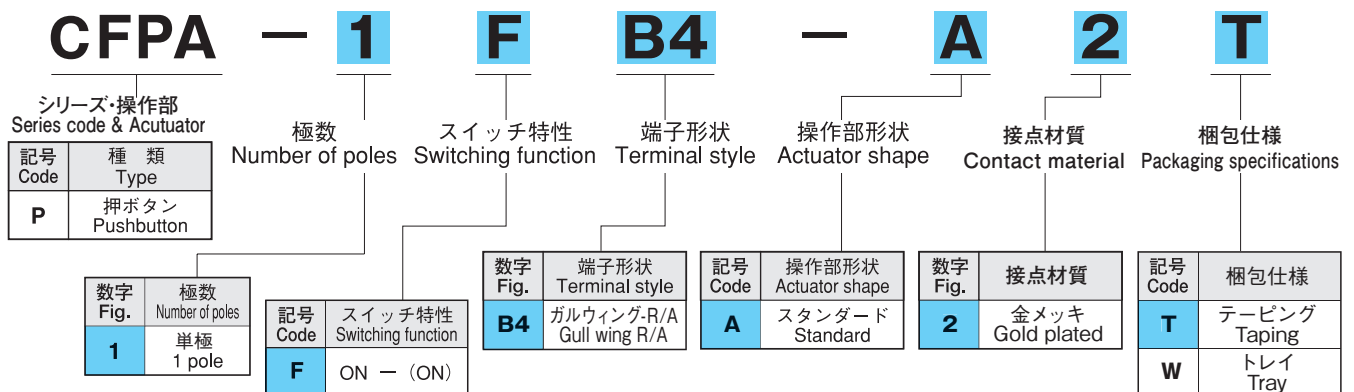 CFPA - 1 F B4 - A 2 T
シリーズ・操作部
Series code & Acutuator
記号
Code
種 類
Type
P
押ボタン
Pushbutton
極数
Number of poles
数字
Fig.
極数
Number of poles
1
単極
1 pole
スイッチ特性
Switching function
記号
Code
スイッチ特性
Switching function
F
ON － (ON)
端子形状
Terminal style
数字
Fig.
端子形状
Terminal style
B4
ガルウィング-R/A
Gull wing R/A
操作部形状
Actuator shape
記号
Code
操作部形状
Actuator shape
A
スタンダード
Standard
接点材質
Contact material
数字
Fig.
接点材質
2
金メッキ
Gold plated
梱包仕様
Packaging specifications
記号
Code
梱包仕様
T
テーピング
Taping
W
トレイ
Tray